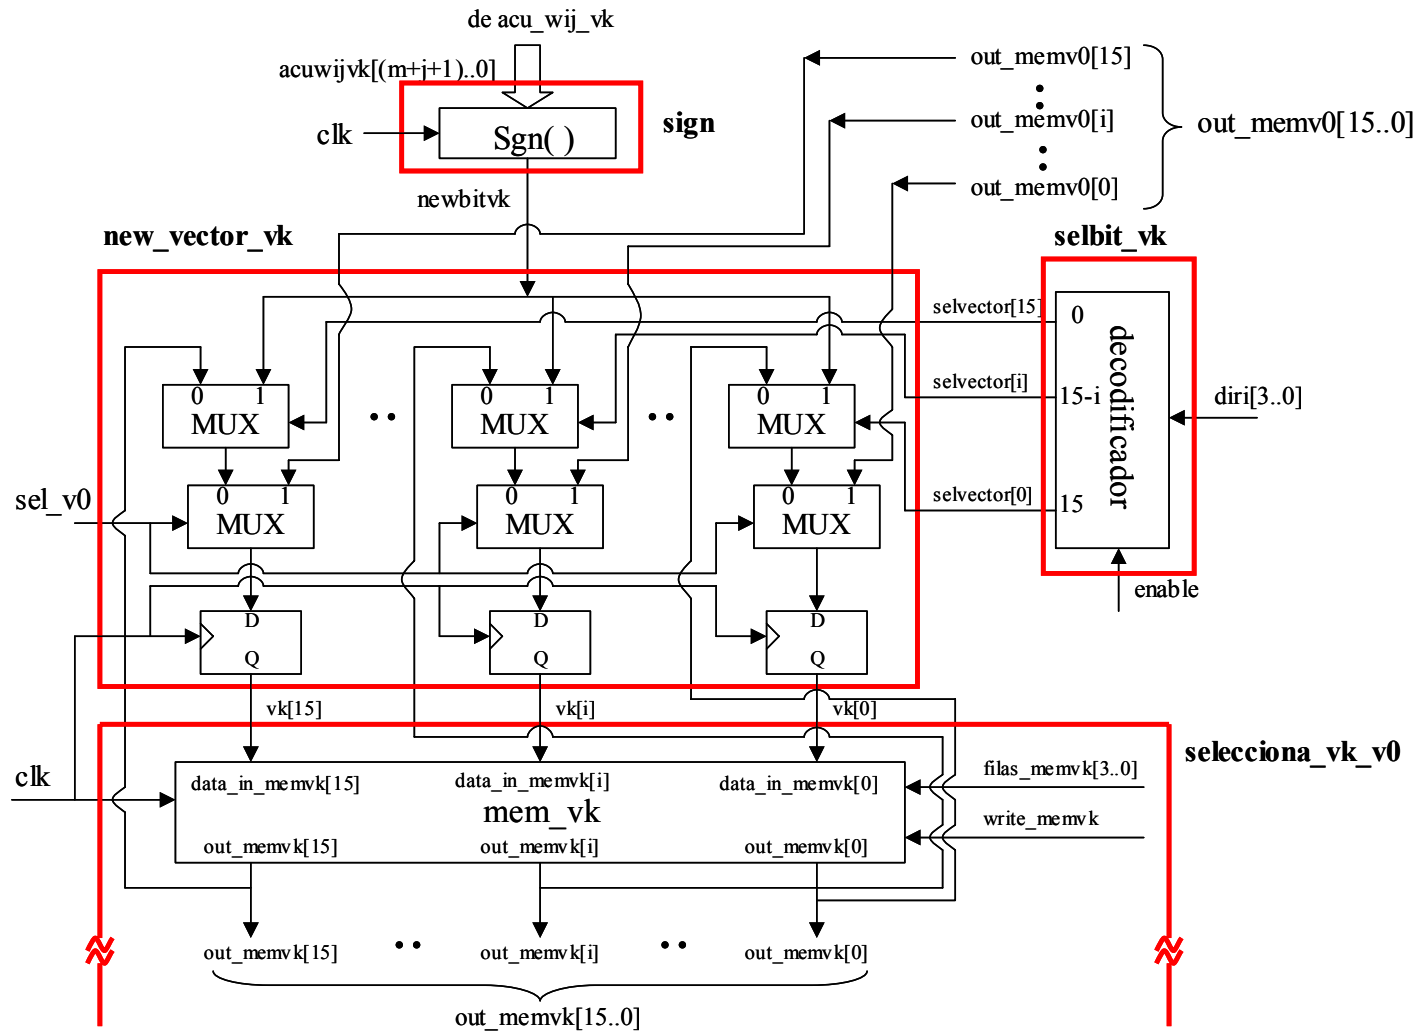 de acu_wij_vk
acuwijvk[(m+j+1)..0]
clk
Sgn( )
sign
newbitvk
out_memv0[15]
out_memv0[i]
out_memv0[0]
out_memv0[15..0]
new_vector_vk
selbit_vk
selvector[15]
selvector[i]
selvector[0]
0
15-i
15
decodificador
diri[3..0]
enable
0 1
MUX
0 1
MUX
0 1
MUX
sel_v0
0 1
MUX
0 1
MUX
0 1
MUX
D
Q
D
Q
D
Q
vk[15]
vk[i]
vk[0]
selecciona_vk_v0
clk
data_in_memvk[15]
data_in_memvk[i]
data_in_memvk[0]
mem_vk
out_memvk[15]
out_memvk[i]
out_memvk[0]
filas_memvk[3..0]
write_memvk
out_memvk[15]
out_memvk[i]
out_memvk[0]
out_memvk[15..0]